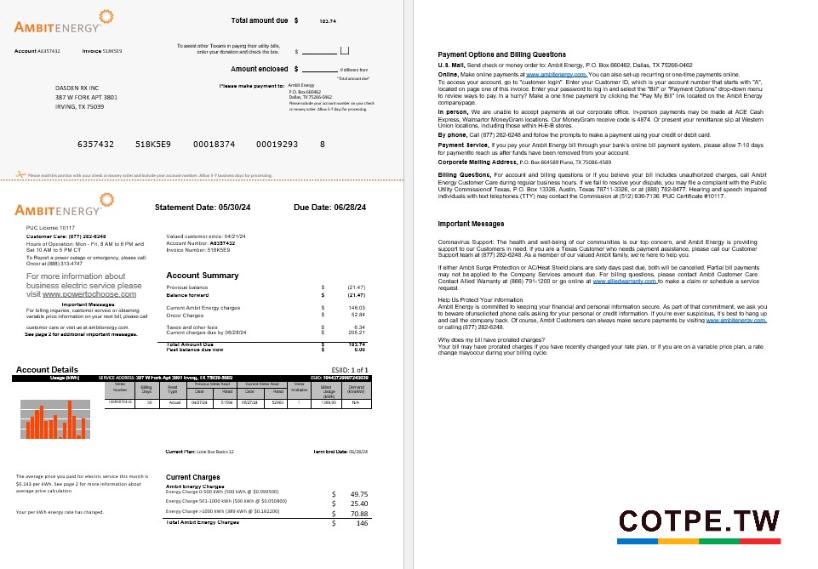 AMBITENERGY
Total amount due $ 183.74
Account A6357432 Invoice 518K5E9
To assist other Texans in paying their utility bills,
enter your donation and check the box. $
Amount enclosed $ if different from
"Total amount due"
Please make payment to: Ambit Energy
P.O. Box 660462
Dallas, TX 75266-0462
Please include your account number on your check
or money order. Allow 5-7 days for processing.
DASDEN RX INC
387 W FORK APT 3801
IRVING, TX 75039
6357432 518K5E9 00018374 00019293 8
Please mail this portion with your check or money order and include your account number. Allow 5-7 business days for processing.
AMBITENERGY
Statement Date: 05/30/24 Due Date: 06/28/24
PUC License 10117
Customer Care: (877) 282-6248
Hours of Operation: Mon - Fri, 8 AM to 6 PM and
Sat 10 AM to 5 PM CT
To Report a power outage or emergency, please call:
Oncor at (888) 313-4747
Valued customer since: 04/21/24
Account Number: A6357432
Invoice Number: 518K5E9
For more information about
business electric service please
visit www.powertochoose.com
Important Messages
For billing inquiries, customer service or obtaining
variable price information on your next bill, please call
customer care or visit us at ambitenergy.com.
See page 2 for additional important messages.
Account Summary
Previous balance $ (21.47)
Balance forward $ (21.47)
Current Ambit Energy charges $ 146.03
Oncor Charges $ 52.84
Taxes and other fees $ 6.34
Current charges due by 06/28/24 $ 205.21
Total Amount Due $ 183.74
Past balance due now $ 0.00
Account Details ESIID: 1 of 1
Usage (kWh) SERVICE ADDRESS: 387 W Fork Apt 3801 Irving, TX 75039-5665
Meter Number Billing Days Read Type Previous Meter Read Current Meter Read Meter Multiplier Billed Usage (kWh) Demand
Date Read Date Read
Actual 04/27/24 05/27/24 1 N/A
Current Plan: Lone Star Basics 12 Term End Date: 06/28/24
The average price you paid for electric service this month is
$0.143 per kWh. See page 2 for more information about
average price calculation
Your per kWh energy rate has changed.
Current Charges
Ambit Energy Charges
Energy Charge 0-500 kWh (500 kWh @ $0.099500) $ 49.75
Energy Charge 501-1000 kWh (500 kWh @ $0.050800) $ 25.40
Energy Charge >1000 kWh (389 kWh @ $0.182200) $ 70.88
Total Ambit Energy Charges $ 146
Payment Options and Billing Questions
U.S. Mail, Send check or money order to: Ambit Energy, P.O. Box 660462, Dallas, TX 75266-0462
Online, Make online payments at www.ambitenergy.com. You can also set-up recurring or one-time payments online.
To access your account, go to "customer login". Enter your Customer ID, which is your account number that starts with "A",
located on page one of this invoice. Enter your password to log in and select the "Bill" or "Payment Options" drop-down menu
to review ways to pay. In a hurry? Make a one time payment by clicking the "Pay My Bill" link located on the Ambit Energy
companypage.
In person, We are unable to accept payments at our corporate office. In-person payments may be made at ACE Cash
Express, Walmartor MoneyGram locations. Our MoneyGram receive code is 4874. Or present your remittance slip at Western
Union locations, including those within H-E-B stores.
By phone, Call (877) 282-6248 and follow the prompts to make a payment using your credit or debit card.
Payment Service, If you pay your Ambit Energy bill through your bank's online bill payment system, please allow 7-10 days
for paymentto reach us after funds have been removed from your account.
Corporate Mailing Address, P.O. Box 864589 Plano, TX 75086-4589
Billing Questions, For account and billing questions or if you believe your bill includes unauthorized charges, call Ambit
Energy Customer Care during regular business hours. If we fail to resolve your dispute, you may file a complaint with the Public
Utility Commissionof Texas, P.O. Box 13326, Austin, Texas 78711-3326, or at (888) 782-8477. Hearing and speech impaired
individuals with text telephones (TTY) may contact the Commission at (512) 936-7136. PUC Certificate #10117.
Important Messages
Coronavirus Support: The health and well-being of our communities is our top concern, and Ambit Energy is providing
support to our Customers in need. If you are a Texas Customer who needs payment assistance, please call our Customer
Support team at (877) 282-6248. As a member of our valued Ambit family, we're here to help you.
If either Ambit Surge Protection or AC/Heat Shield plans are sixty days past due, both will be cancelled. Partial bill payments
may not be applied to the Company Services amount due. For billing questions, please contact Ambit Customer Care.
Contact Allied Warranty at (866) 791-1203 or go online at www.alliedwarranty.com to make a claim or schedule a service
request.
Help Us Protect Your Information
Ambit Energy is committed to keeping your financial and personal information secure. As part of that commitment, we ask you
to beware ofunsolicited phone calls asking for your personal or credit information. If you're ever suspicious, it's best to hang up
and call the company back. Of course, Ambit Customers can always make secure payments by visiting www.ambitenergy.com,
or calling (877) 282-6248.
Why does my bill have prorated charges?
Your bill may have prorated charges if you have recently changed your rate plan, or if you are on a variable price plan, a rate
change mayoccur during your billing cycle.
COTPE.TW